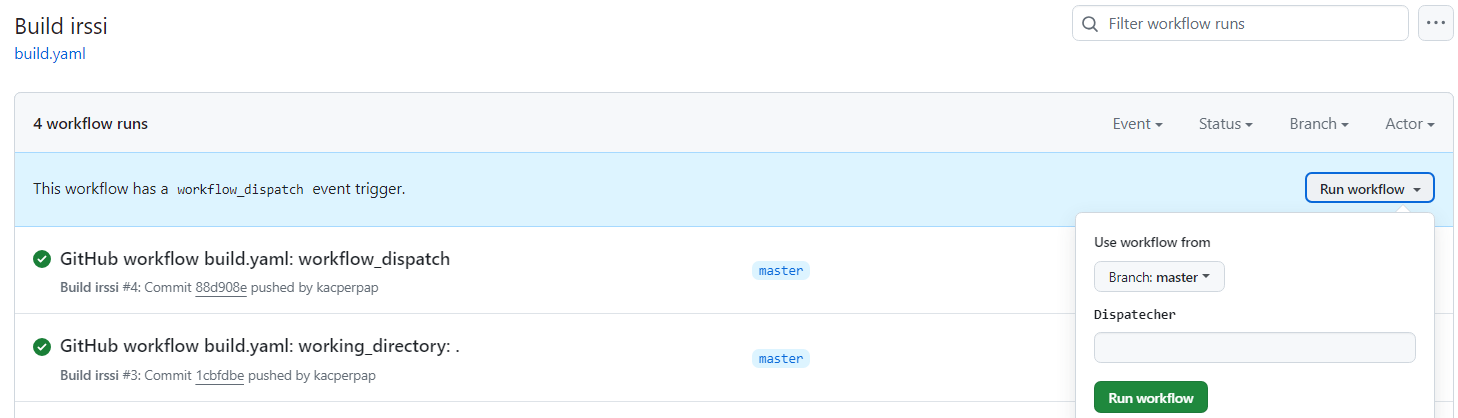 Build irssi
build.yaml
Filter workflow runs
4 workflow runs
Event
Status
Branch
Actor
This workflow has a workflow_dispatch event trigger.
Run workflow
Use workflow from
Branch: master
Dispatecher
Run workflow
GitHub workflow build.yaml: workflow_dispatch
Build irssi #4: Commit 88d908e pushed by kacperpap
master
GitHub workflow build.yaml: working_directory: .
Build irssi #3: Commit 1cbfdbe pushed by kacperpap
master